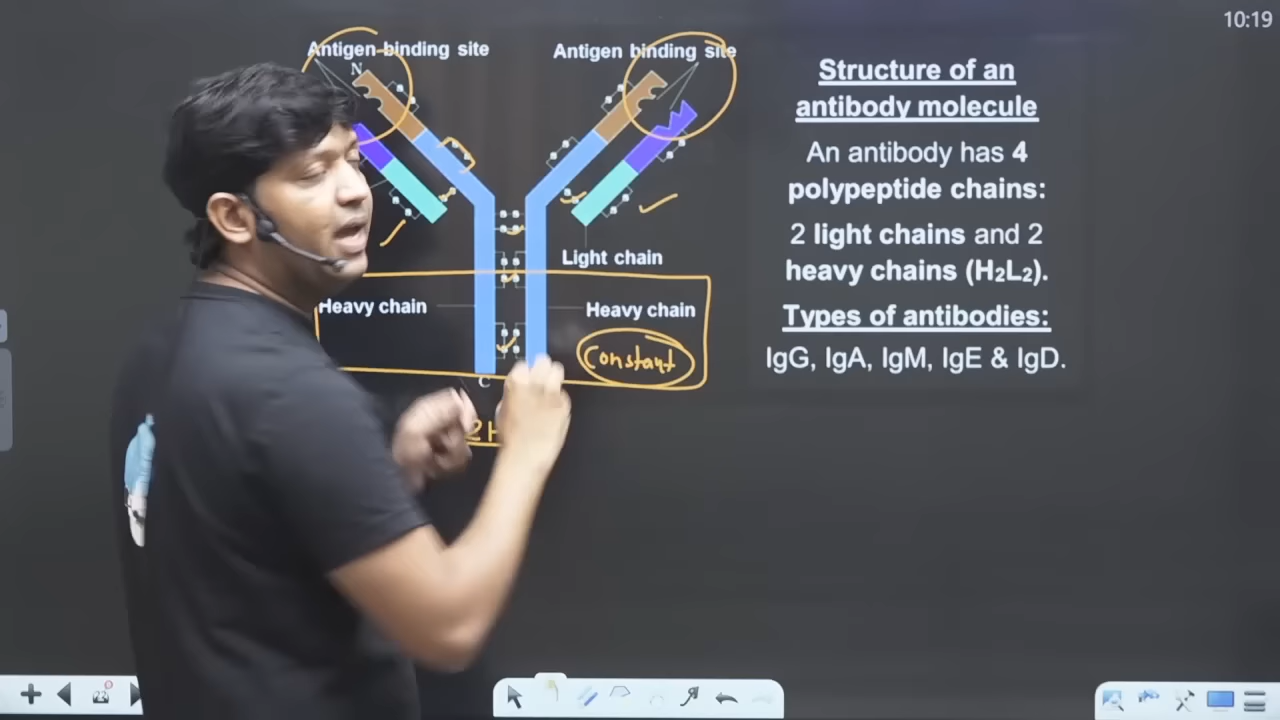 10:19
Antigen binding site
Antigen binding site
N
Light chain
Heavy chain
Heavy chain
Constant
C
2H
Structure of an
antibody molecule
An antibody has 4
polypeptide chains:
2 light chains and 2
heavy chains (H₂L₂).
Types of antibodies:
IgG, IgA, IgM, IgE & IgD.
22